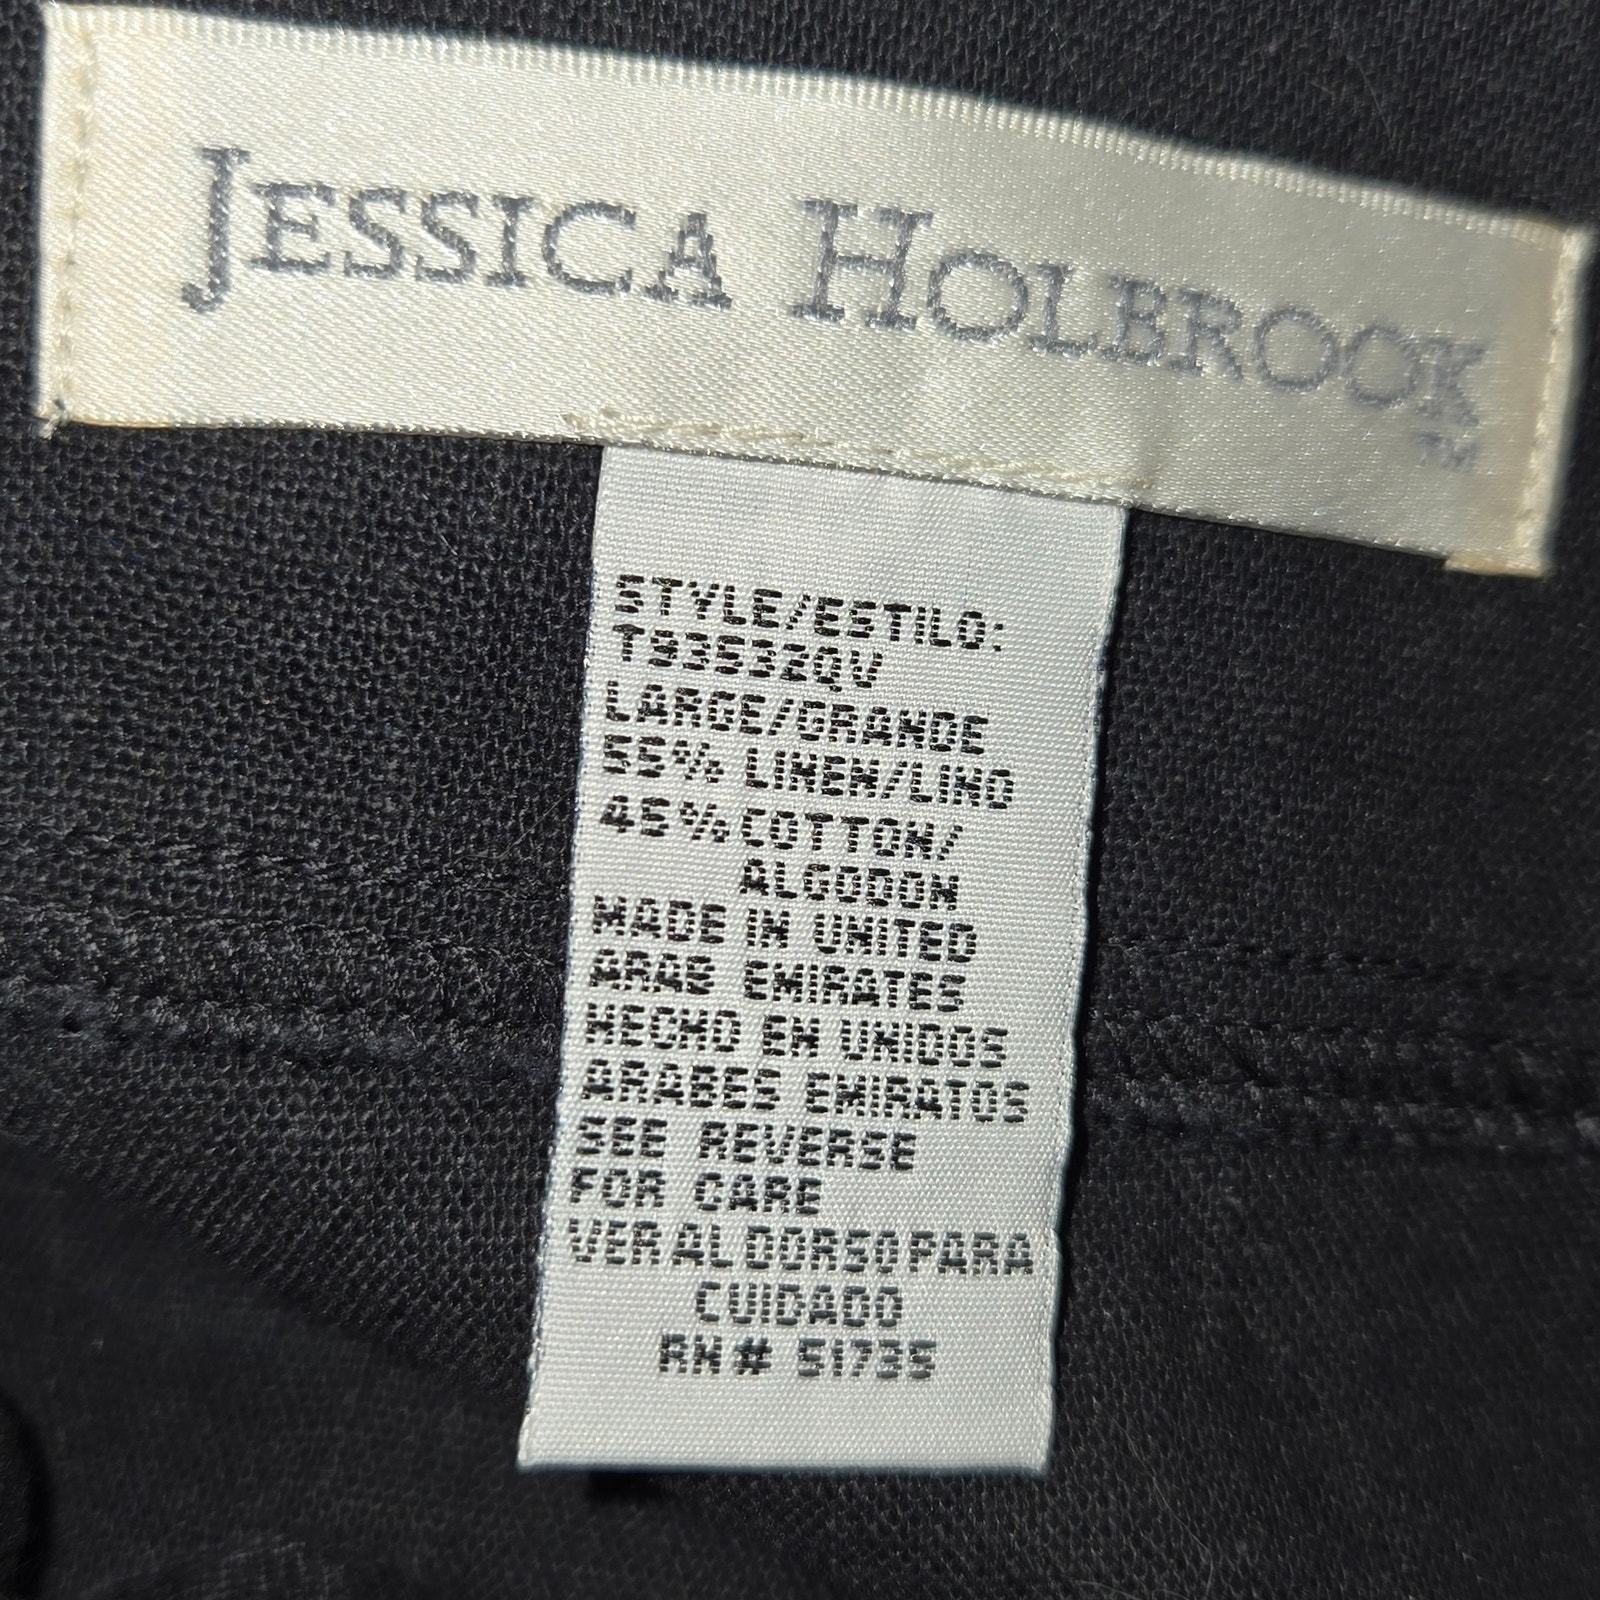 JESSICA HOLBROOK
TM
STYLE/ESTILO:
T93632QV
LARGE/GRANDE
55% LINEN/LINO
45% COTTON/
ALGODON
MADE IN UNITED
ARAB EMIRATES
HECHO EN UNIDOS
ARABES EMIRATOS
SEE REVERSE
FOR CARE
VER AL DORSO PARA
CUIDADO
RN# 51735